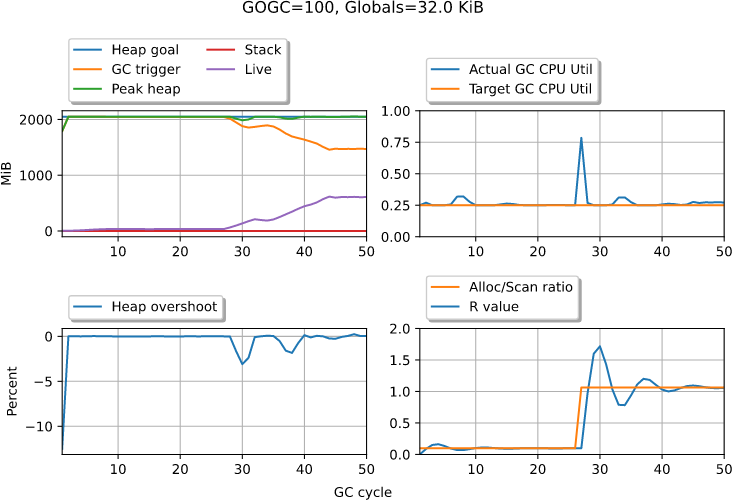 GOGC=100, Globals=32.0 KiB
Heap goal
GC trigger
Peak heap
Stack
Live
2000
1000
0
MiB
10 20 30 40 50
Actual GC CPU Util
Target GC CPU Util
1.00
0.75
0.50
0.25
0.00
10 20 30 40 50
Heap overshoot
0
−5
−10
Percent
10 20 30 40 50
GC cycle
Alloc/Scan ratio
R value
2.0
1.5
1.0
0.5
0.0
10 20 30 40 50